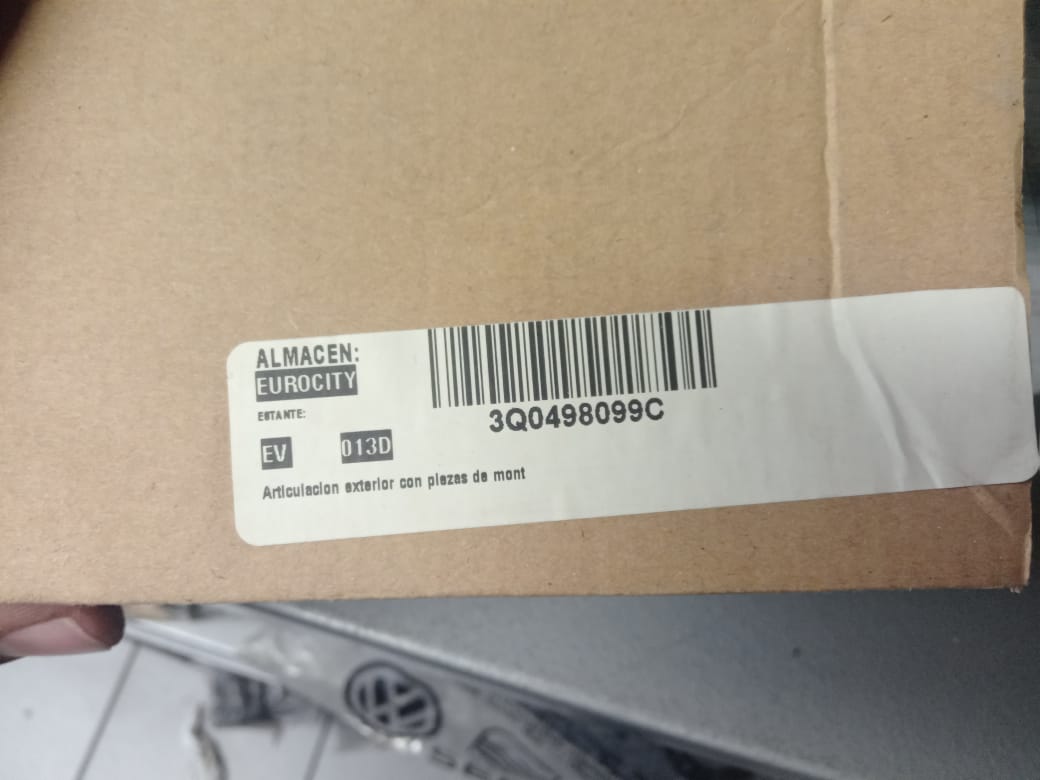 ALMACEN:
EUROCITY
ESTANTE:
EV 013D
3Q0498099C
Articulacion exterior con piezas de mont